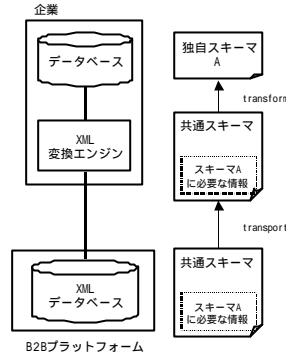 企業
データベース
XML
変換エンジン
XML
データベース
B2Bプラットフォーム
独自スキーマ
A
transform
共通スキーマ
スキーマA
に必要な情報
transport
共通スキーマ
スキーマA
に必要な情報